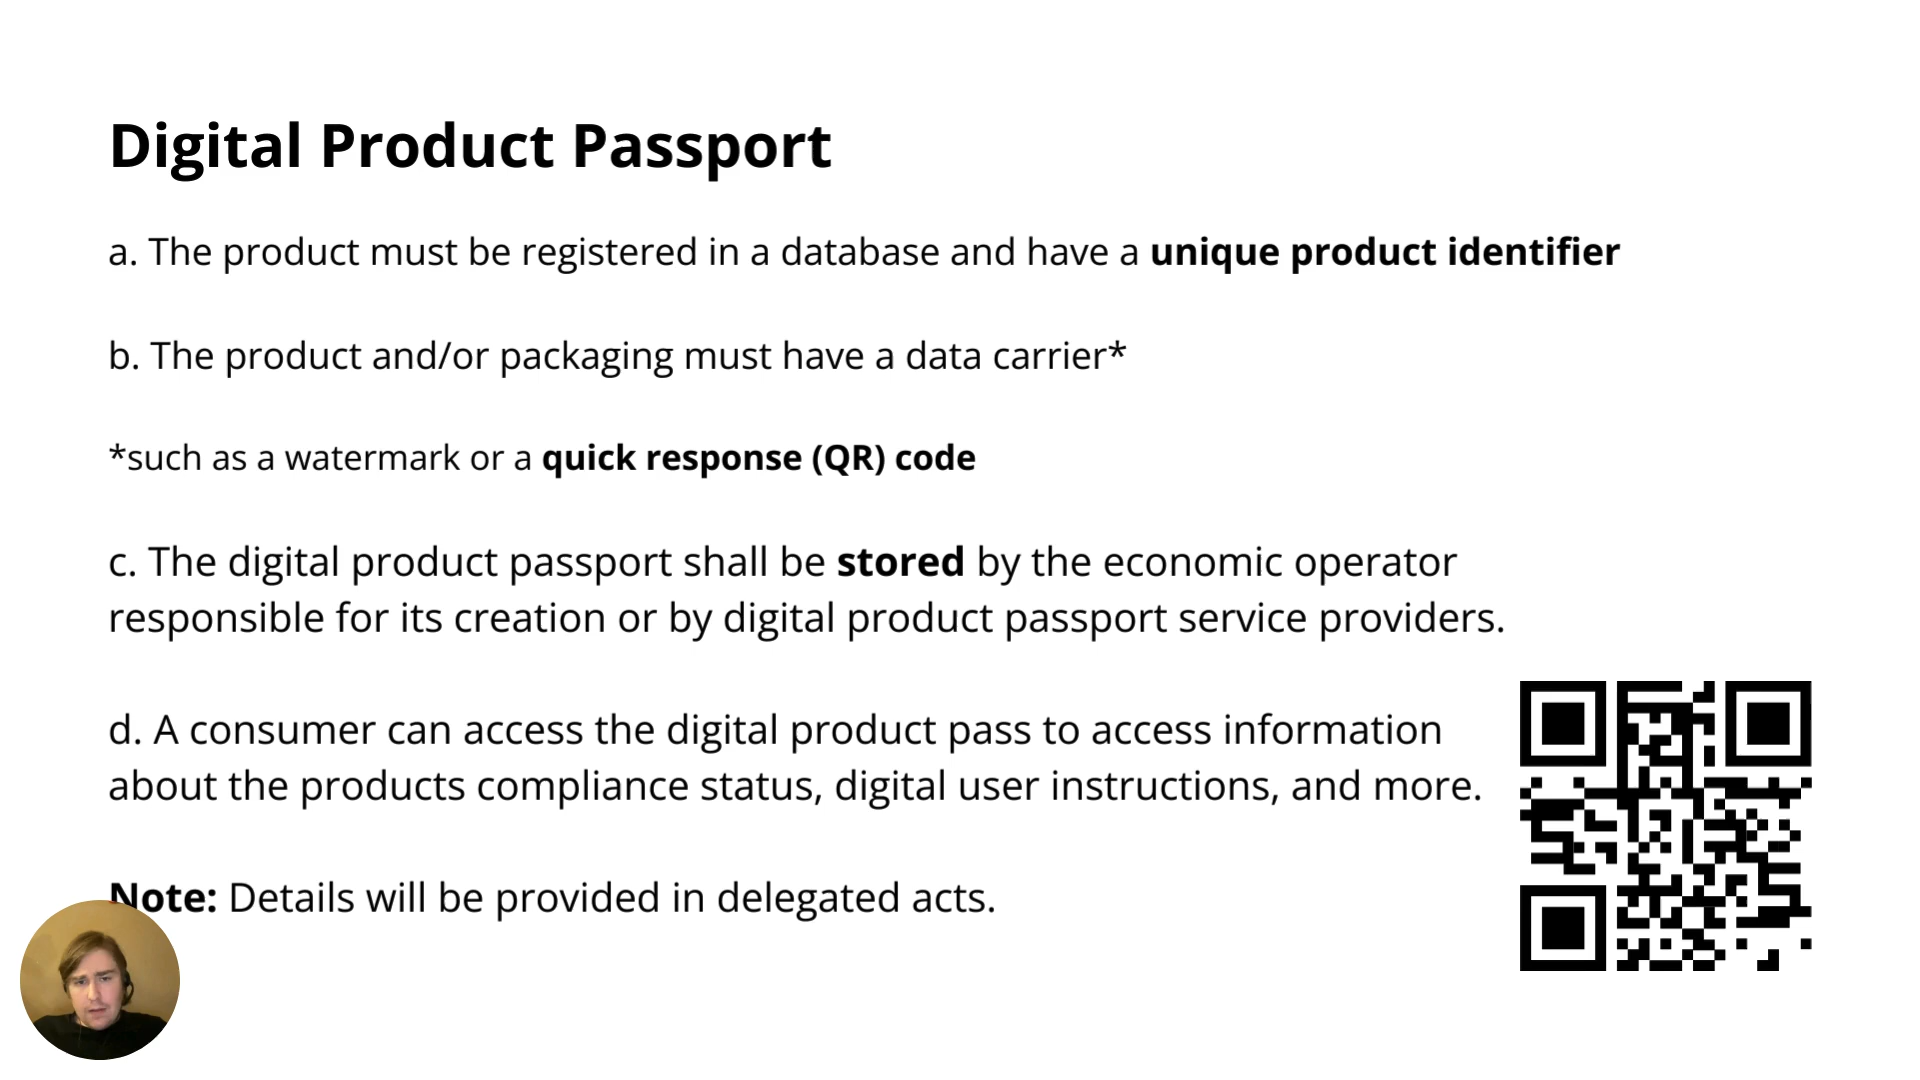 Digital Product Passport
a. The product must be registered in a database and have a unique product identifier
b. The product and/or packaging must have a data carrier*
*such as a watermark or a quick response (QR) code
c. The digital product passport shall be stored by the economic operator
responsible for its creation or by digital product passport service providers.
d. A consumer can access the digital product pass to access information
about the products compliance status, digital user instructions, and more.
Note: Details will be provided in delegated acts.